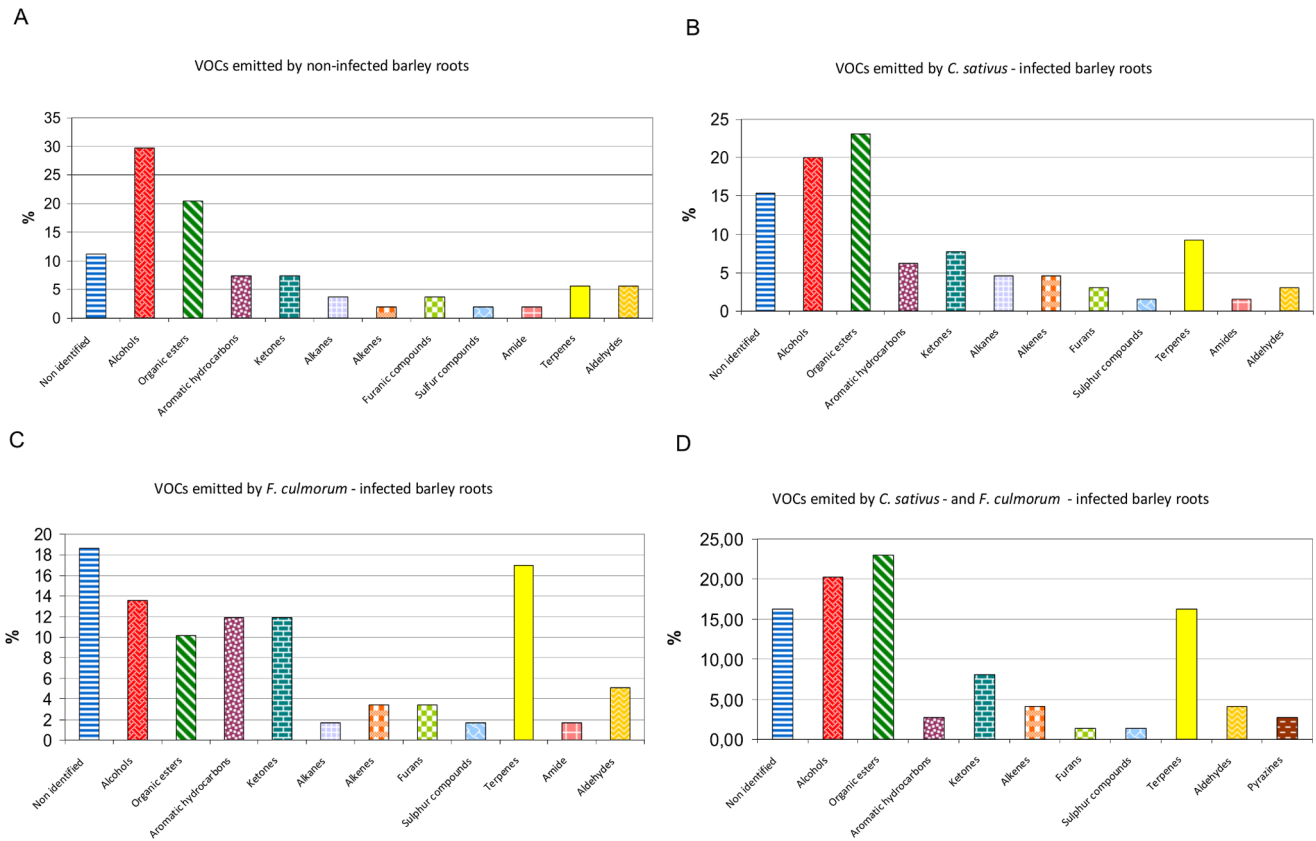 A
VOCs emitted by non-infected barley roots
%
35
30
25
20
15
10
5
0
Non identified
Alcohols
Organic esters
Aromatic hydrocarbons
Ketones
Alkanes
Alkenes
Furanic compounds
Sulfur compounds
Amide
Terpenes
Aldehydes
B
VOCs emitted by C. sativus - infected barley roots
%
25
20
15
10
5
0
Non identified
Alcohols
Organic esters
Aromatic hydrocarbons
Ketones
Alkanes
Alkenes
Furans
Sulphur compounds
Terpenes
Amides
Aldehydes
C
VOCs emitted by F. culmorum - infected barley roots
%
20
18
16
14
12
10
8
6
4
2
0
Non identified
Alcohols
Organic esters
Aromatic hydrocarbons
Ketones
Alkanes
Alkenes
Furans
Sulphur compounds
Terpenes
Amide
Aldehydes
D
VOCs emited by C. sativus - and F. culmorum - infected barley roots
%
25,00
20,00
15,00
10,00
5,00
0,00
Non identified
Alcohols
Organic esters
Aromatic hydrocarbons
Ketones
Alkenes
Furans
Sulphur compounds
Terpenes
Aldehydes
Pyrazines